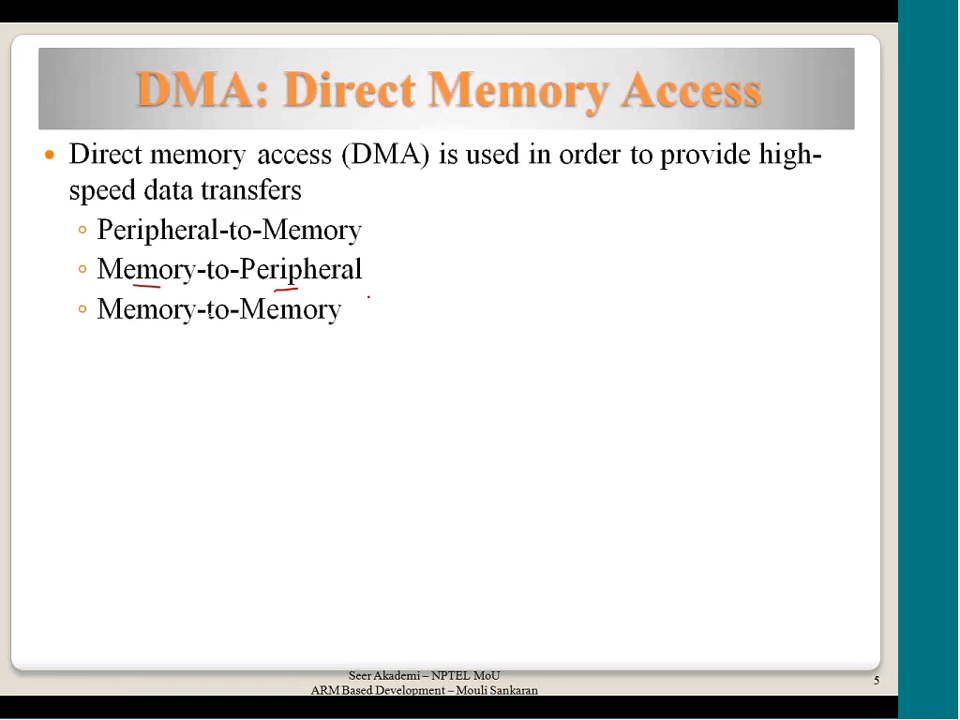 DMA: Direct Memory Access
• Direct memory access (DMA) is used in order to provide high-
speed data transfers
◦ Peripheral-to-Memory
◦ Memory-to-Peripheral
◦ Memory-to-Memory
Seer Akademi – NPTEL MoU
ARM Based Development – Mouli Sankaran
5